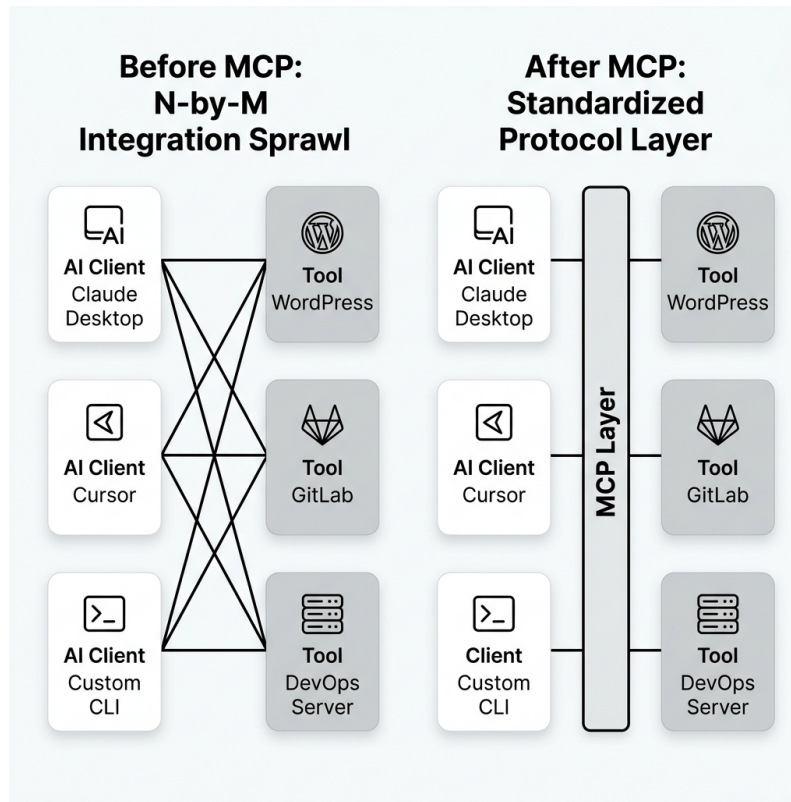 Before MCP:
N-by-M
Integration Sprawl
AI
AI Client
Claude
Desktop
Tool
WordPress
AI Client
Cursor
Tool
GitLab
AI Client
Custom
CLI
Tool
DevOps
Server
After MCP:
Standardized
Protocol Layer
AI
AI Client
Claude
Desktop
Tool
WordPress
AI Client
Cursor
MCP Layer
Tool
GitLab
Client
Custom
CLI
Tool
DevOps
Server